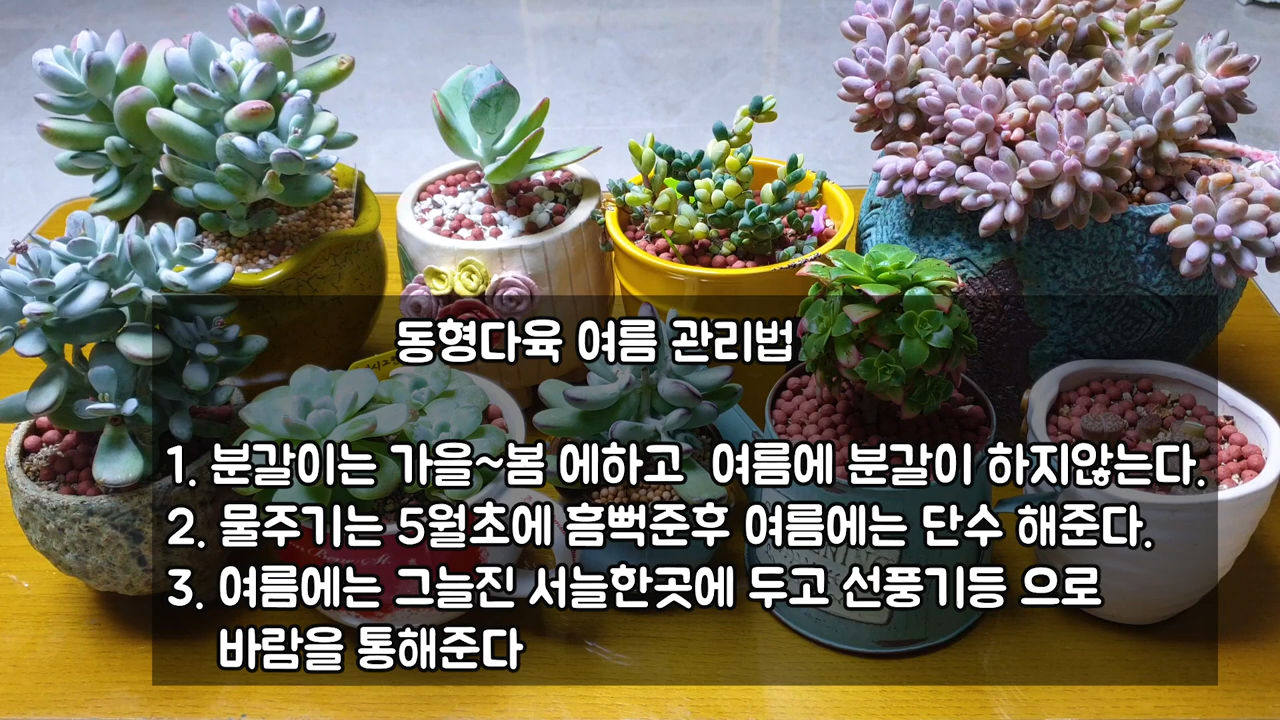 동형다육 여름 관리법
1. 분갈이는 가을~봄 에하고 여름에 분갈이 하지않는다.
2. 물주기는 5월초에 흠뻑준후 여름에는 단수 해준다.
3. 여름에는 그늘진 서늘한곳에 두고 선풍기등 으로
바람을 통해준다